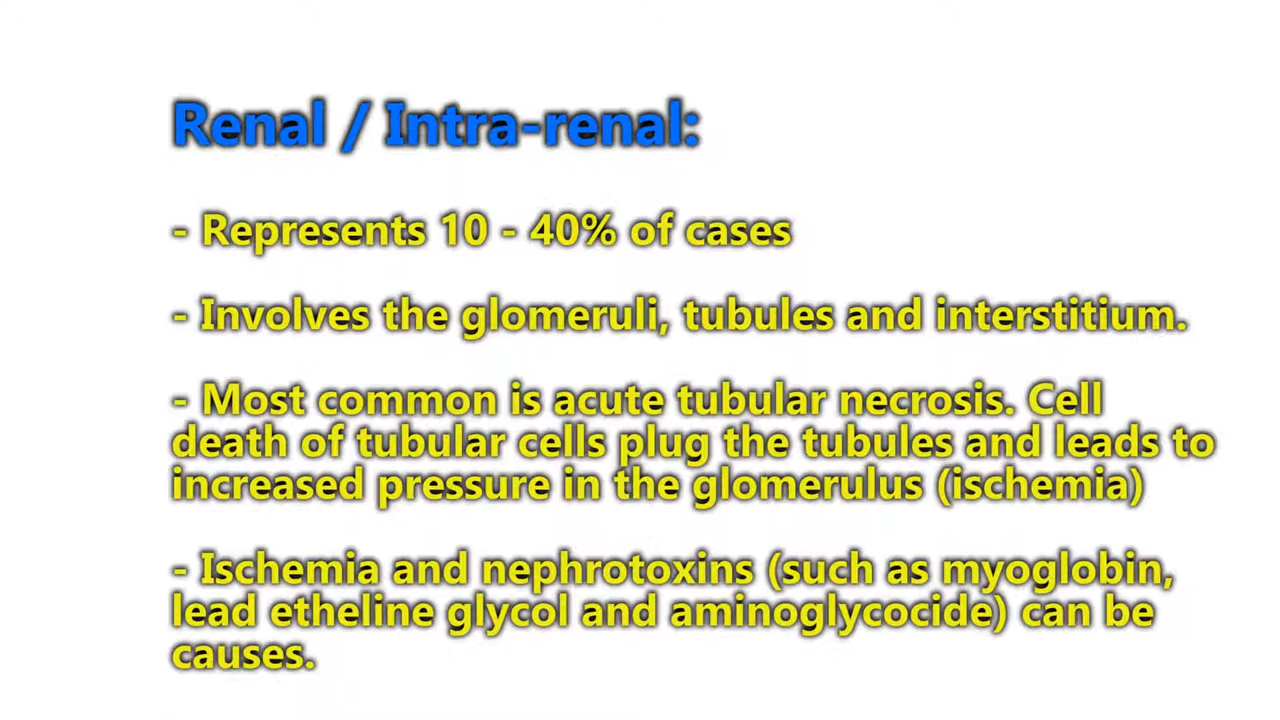 Renal / Intra-renal:
- Represents 10 - 40% of cases
- Involves the glomeruli, tubules and interstitium.
- Most common is acute tubular necrosis. Cell
death of tubular cells plug the tubules and leads to
increased pressure in the glomerulus (ischemia)
- Ischemia and nephrotoxins (such as myoglobin,
lead etheline glycol and aminoglycocide) can be
causes.